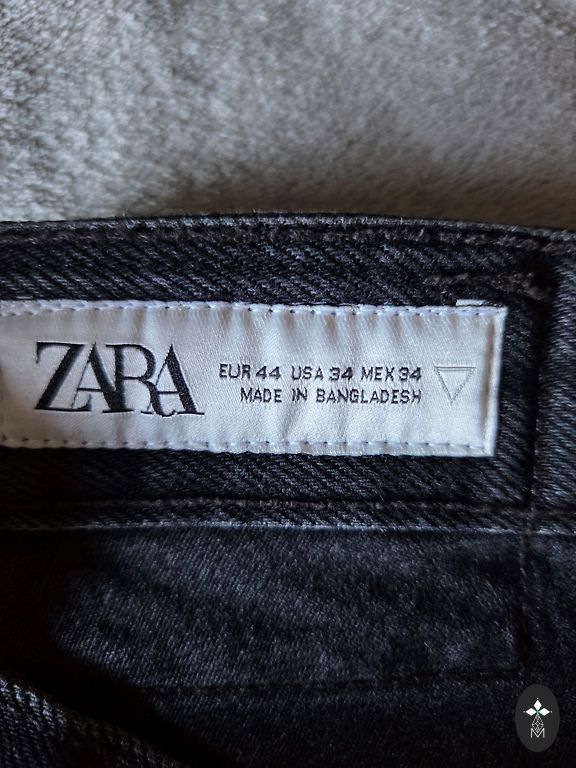 ZARA
EUR 44 USA 34 MEX 34
MADE IN BANGLADESH
M